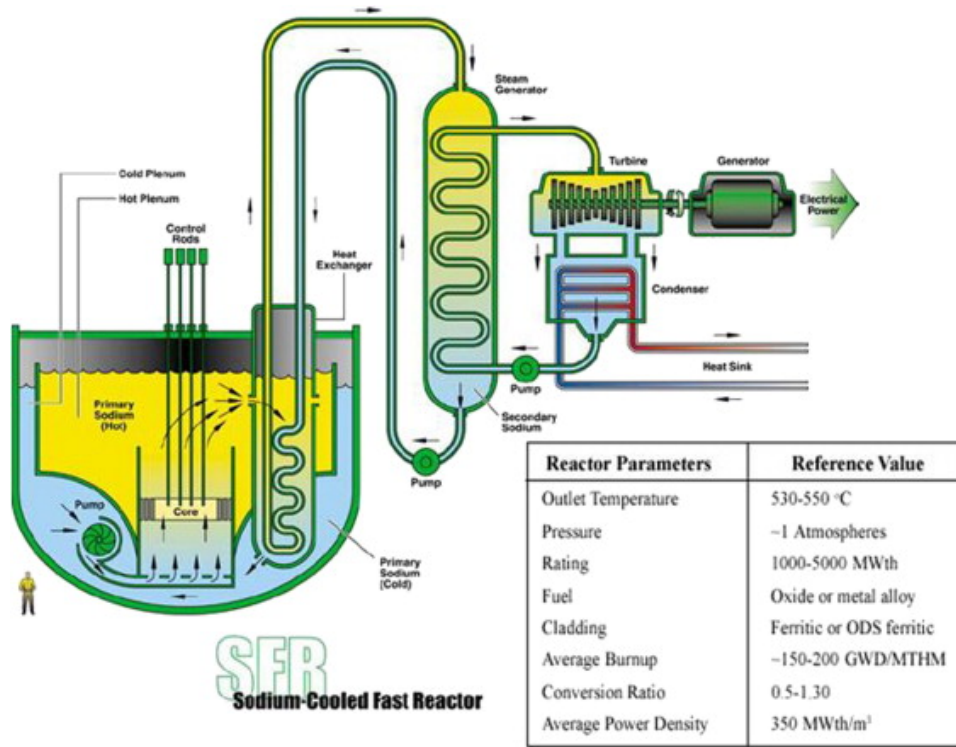 Steam
Generator
Cold Plenum
Hot Plenum
Control
Rods
Heat
Exchanger
Turbine
Generator
Electrical
Power
Condenser
Heat Sink
Pump
Secondary
Sodium
Pump
Primary
Sodium
(Hot)
Pump
Core
Primary
Sodium
(Cold)
SFR
Sodium-Cooled Fast Reactor
Reactor Parameters Reference Value
Outlet Temperature 530-550 °C
Pressure ~1 Atmospheres
Rating 1000-5000 MWth
Fuel Oxide or metal alloy
Cladding Ferritic or ODS ferritic
Average Burnup ~150-200 GWD/MTHM
Conversion Ratio 0.5-1.30
Average Power Density 350 MWth/m³